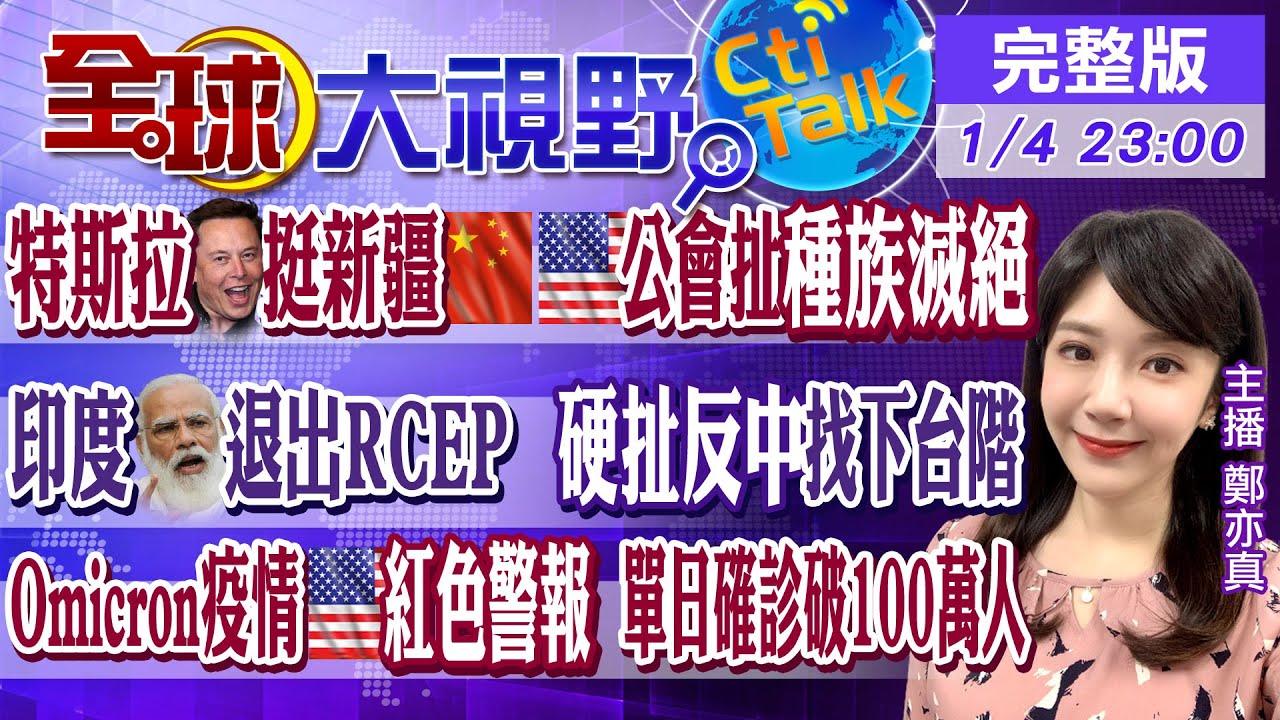 全球大視野
Cti Talk
完整版
1/4 23:00
特斯拉挺新疆 公會扯種族滅絕
印度退出RCEP 硬扯反中找下台階
Omicron疫情紅色警報 單日確診破100萬人
主播 鄭亦真